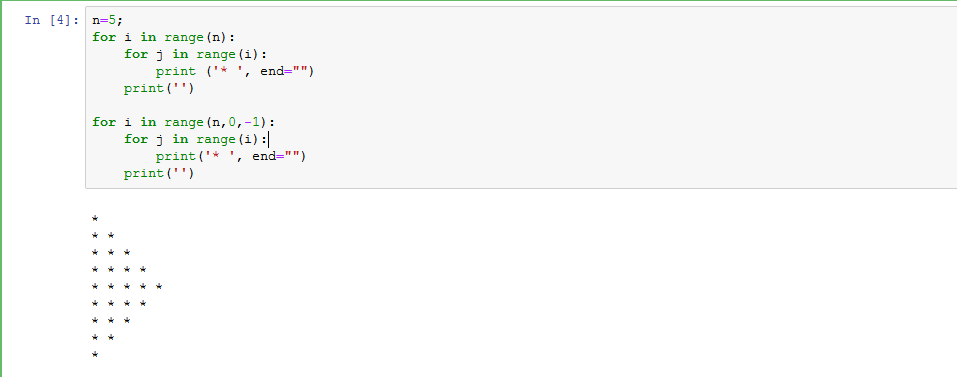 In [4]: n=5;
for i in range(n):
    for j in range(i):
        print ('* ', end="")
    print('')

for i in range(n,0,-1):
    for j in range(i):
        print('* ', end="")
    print('')

*
* *
* * *
* * * *
* * * * *
* * * *
* * *
* *
*